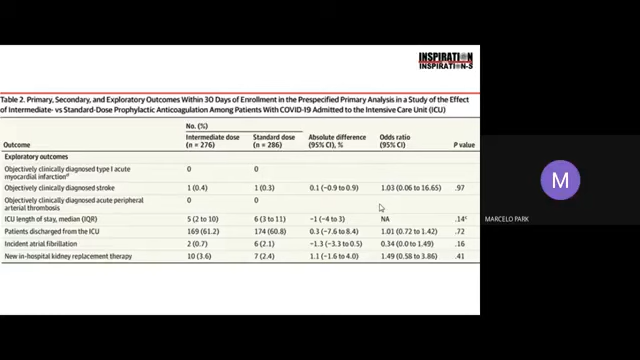 INSPIRATION
INSPIRATION-S
Table 2. Primary, Secondary, and Exploratory Outcomes Within 30 Days of Enrollment in the Prespecified Primary Analysis in a Study of the Effect
of Intermediate- vs Standard-Dose Prophylactic Anticoagulation Among Patients With COVID-19 Admitted to the Intensive Care Unit (ICU)
No. (%)
Outcome Intermediate dose (n = 276) Standard dose (n = 286) Absolute difference (95% CI), % Odds ratio (95% CI) P value
Exploratory outcomes
Objectively clinically diagnosed type I acute 0 0
myocardial infarction
Objectively clinically diagnosed stroke 1 (0.4) 1 (0.3) 0.1 (−0.9 to 0.9) 1.03 (0.06 to 16.65) .97
Objectively clinically diagnosed acute peripheral 0 0
arterial thrombosis
ICU length of stay, median (IQR) 5 (2 to 10) 6 (3 to 11) −1 (−4 to 3) NA .14c
Patients discharged from the ICU 169 (61.2) 174 (60.8) 0.3 (−7.6 to 8.4) 1.01 (0.72 to 1.42) .72
Incident atrial fibrillation 2 (0.7) 6 (2.1) −1.3 (−3.3 to 0.5) 0.34 (0.0 to 1.49) .16
New in-hospital kidney replacement therapy 10 (3.6) 7 (2.4) 1.1 (−1.6 to 4.0) 1.49 (0.58 to 3.86) .41
M
MARCELO PARK